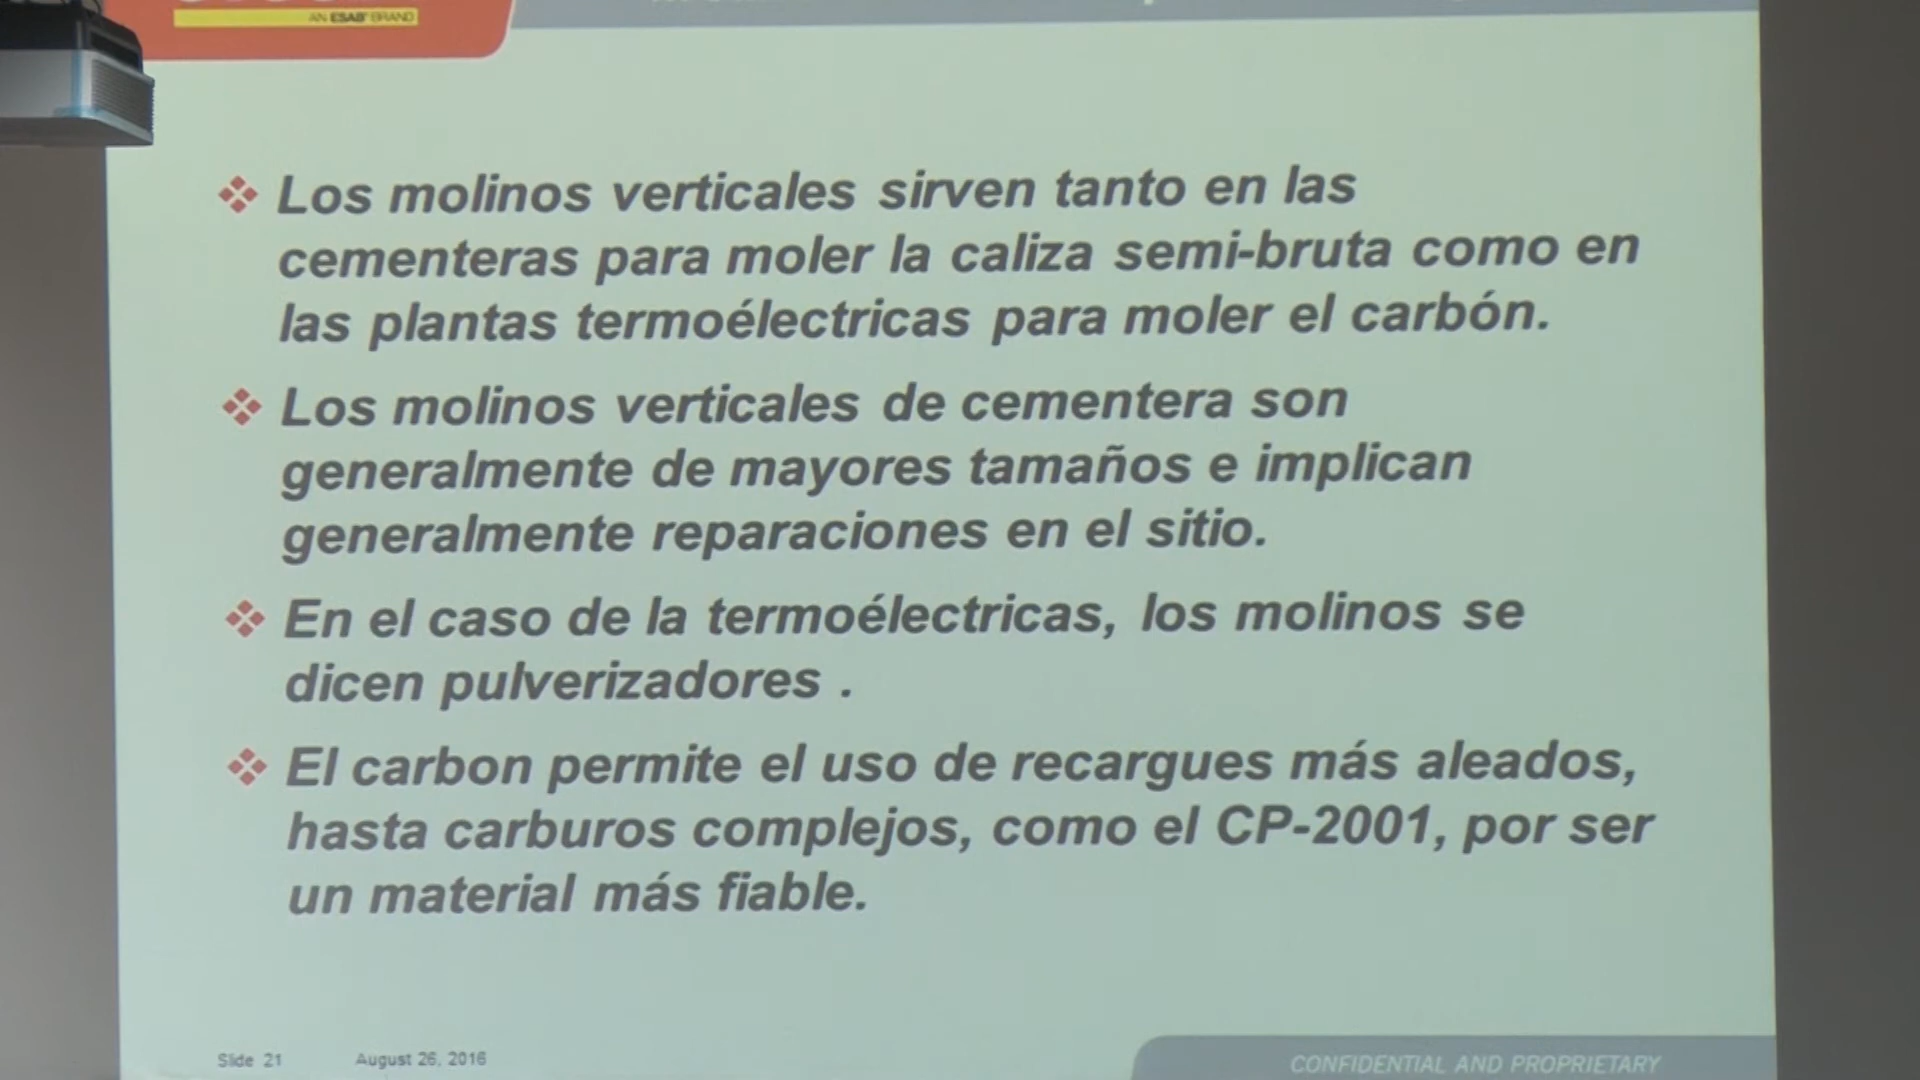 AN ESAB BRAND
Los molinos verticales sirven tanto en las
cementeras para moler la caliza semi-bruta como en
las plantas termoélectricas para moler el carbón.
Los molinos verticales de cementera son
generalmente de mayores tamaños e implican
generalmente reparaciones en el sitio.
En el caso de la termoélectricas, los molinos se
dicen pulverizadores .
El carbon permite el uso de recargues más aleados,
hasta carburos complejos, como el CP-2001, por ser
un material más fiable.
Slide 21 August 26, 2016
CONFIDENTIAL AND PROPRIETARY